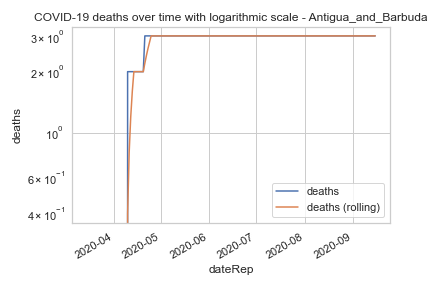 COVID-19 deaths over time with logarithmic scale - Antigua_and_Barbuda
3 × 10⁰
2 × 10⁰
10⁰
6 × 10⁻¹
4 × 10⁻¹
deaths
deaths
deaths (rolling)
2020-04
2020-05
2020-06
2020-07
2020-08
2020-09
dateRep